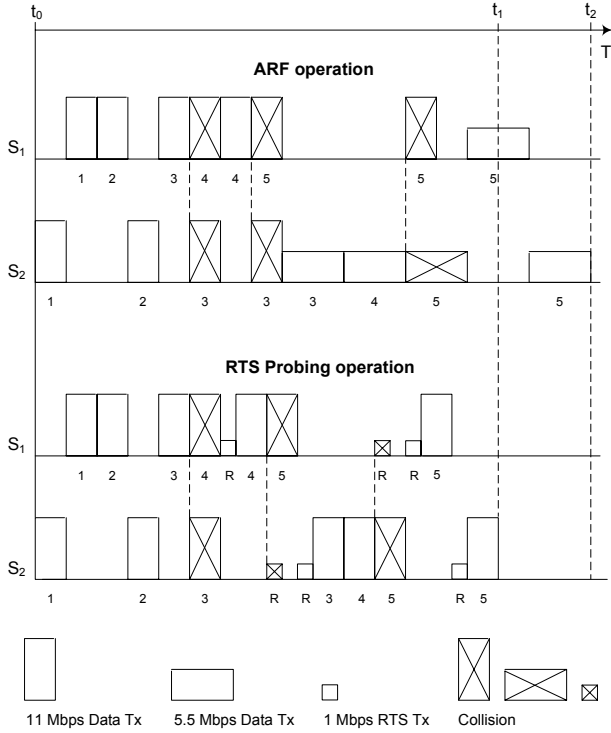 t0 t1 t2
T
ARF operation
S1
1 2 3 4 4 5 5 5
S2
1 2 3 3 3 4 5 5
RTS Probing operation
S1
1 2 3 4 R 4 5 R R 5
S2
1 2 3 R R 3 4 5 R 5
11 Mbps Data Tx 5.5 Mbps Data Tx 1 Mbps RTS Tx Collision